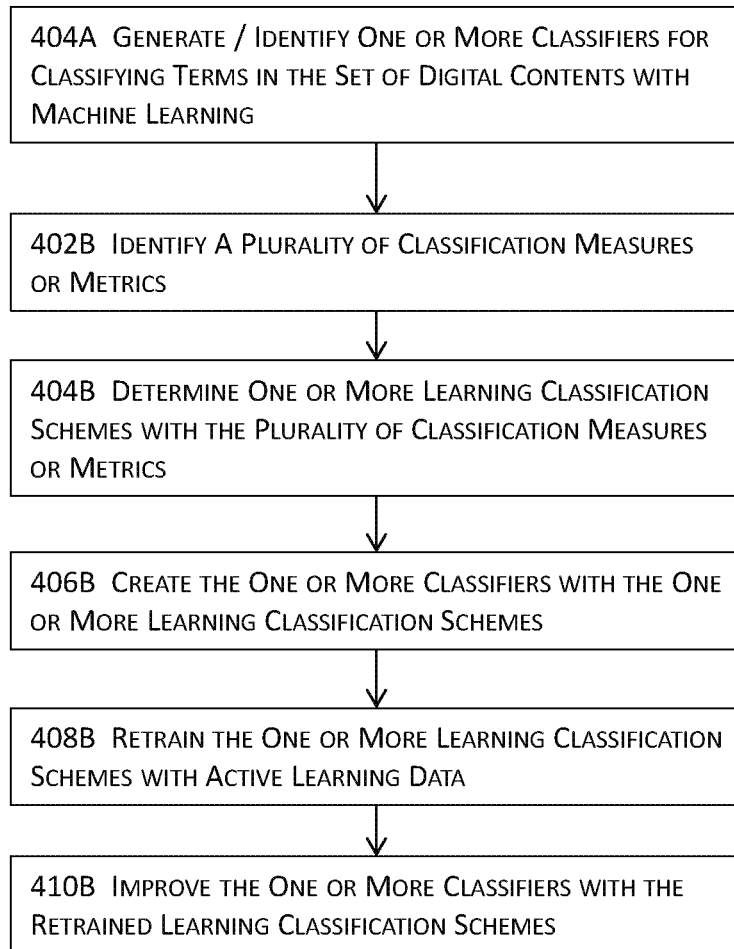 404A GENERATE / IDENTIFY ONE OR MORE CLASSIFIERS FOR
CLASSIFYING TERMS IN THE SET OF DIGITAL CONTENTS WITH
MACHINE LEARNING
402B IDENTIFY A PLURALITY OF CLASSIFICATION MEASURES
OR METRICS
404B DETERMINE ONE OR MORE LEARNING CLASSIFICATION
SCHEMES WITH THE PLURALITY OF CLASSIFICATION MEASURES
OR METRICS
406B CREATE THE ONE OR MORE CLASSIFIERS WITH THE ONE
OR MORE LEARNING CLASSIFICATION SCHEMES
408B RETRAIN THE ONE OR MORE LEARNING CLASSIFICATION
SCHEMES WITH ACTIVE LEARNING DATA
410B IMPROVE THE ONE OR MORE CLASSIFIERS WITH THE
RETRAINED LEARNING CLASSIFICATION SCHEMES